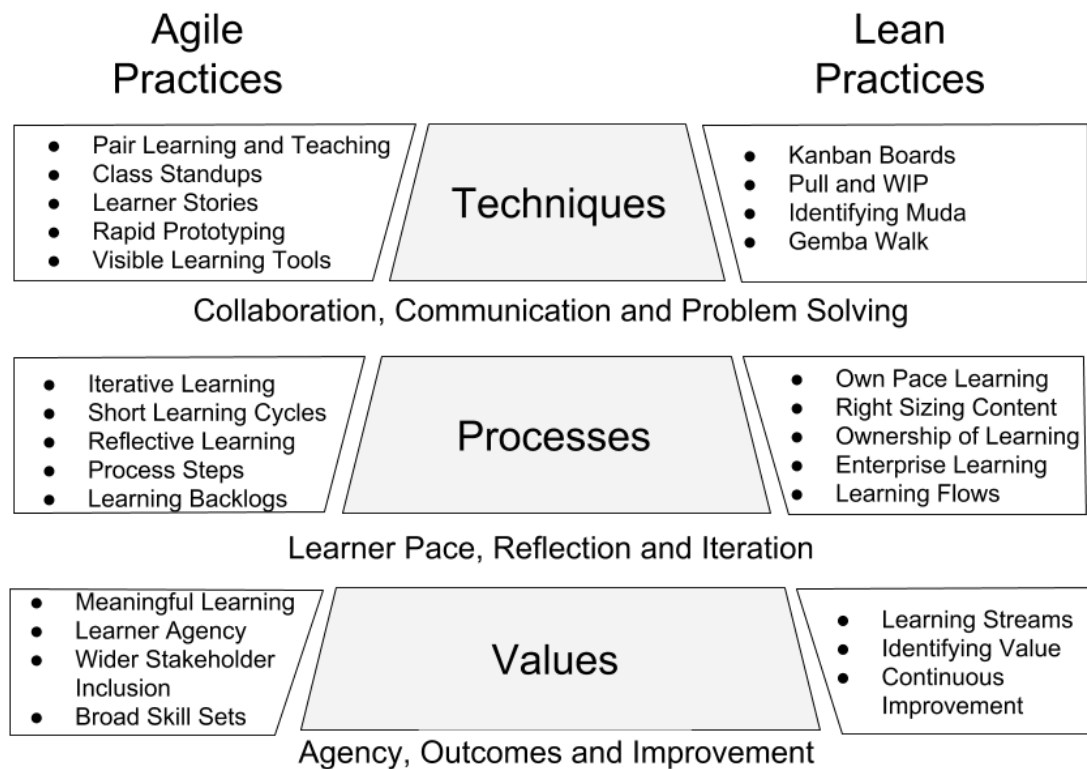 Agile
Practices
Lean
Practices
● Pair Learning and Teaching
● Class Standups
● Learner Stories
● Rapid Prototyping
● Visible Learning Tools
Techniques
● Kanban Boards
● Pull and WIP
● Identifying Muda
● Gemba Walk
Collaboration, Communication and Problem Solving
● Iterative Learning
● Short Learning Cycles
● Reflective Learning
● Process Steps
● Learning Backlogs
Processes
● Own Pace Learning
● Right Sizing Content
● Ownership of Learning
● Enterprise Learning
● Learning Flows
Learner Pace, Reflection and Iteration
● Meaningful Learning
● Learner Agency
● Wider Stakeholder
Inclusion
● Broad Skill Sets
Values
● Learning Streams
● Identifying Value
● Continuous
Improvement
Agency, Outcomes and Improvement